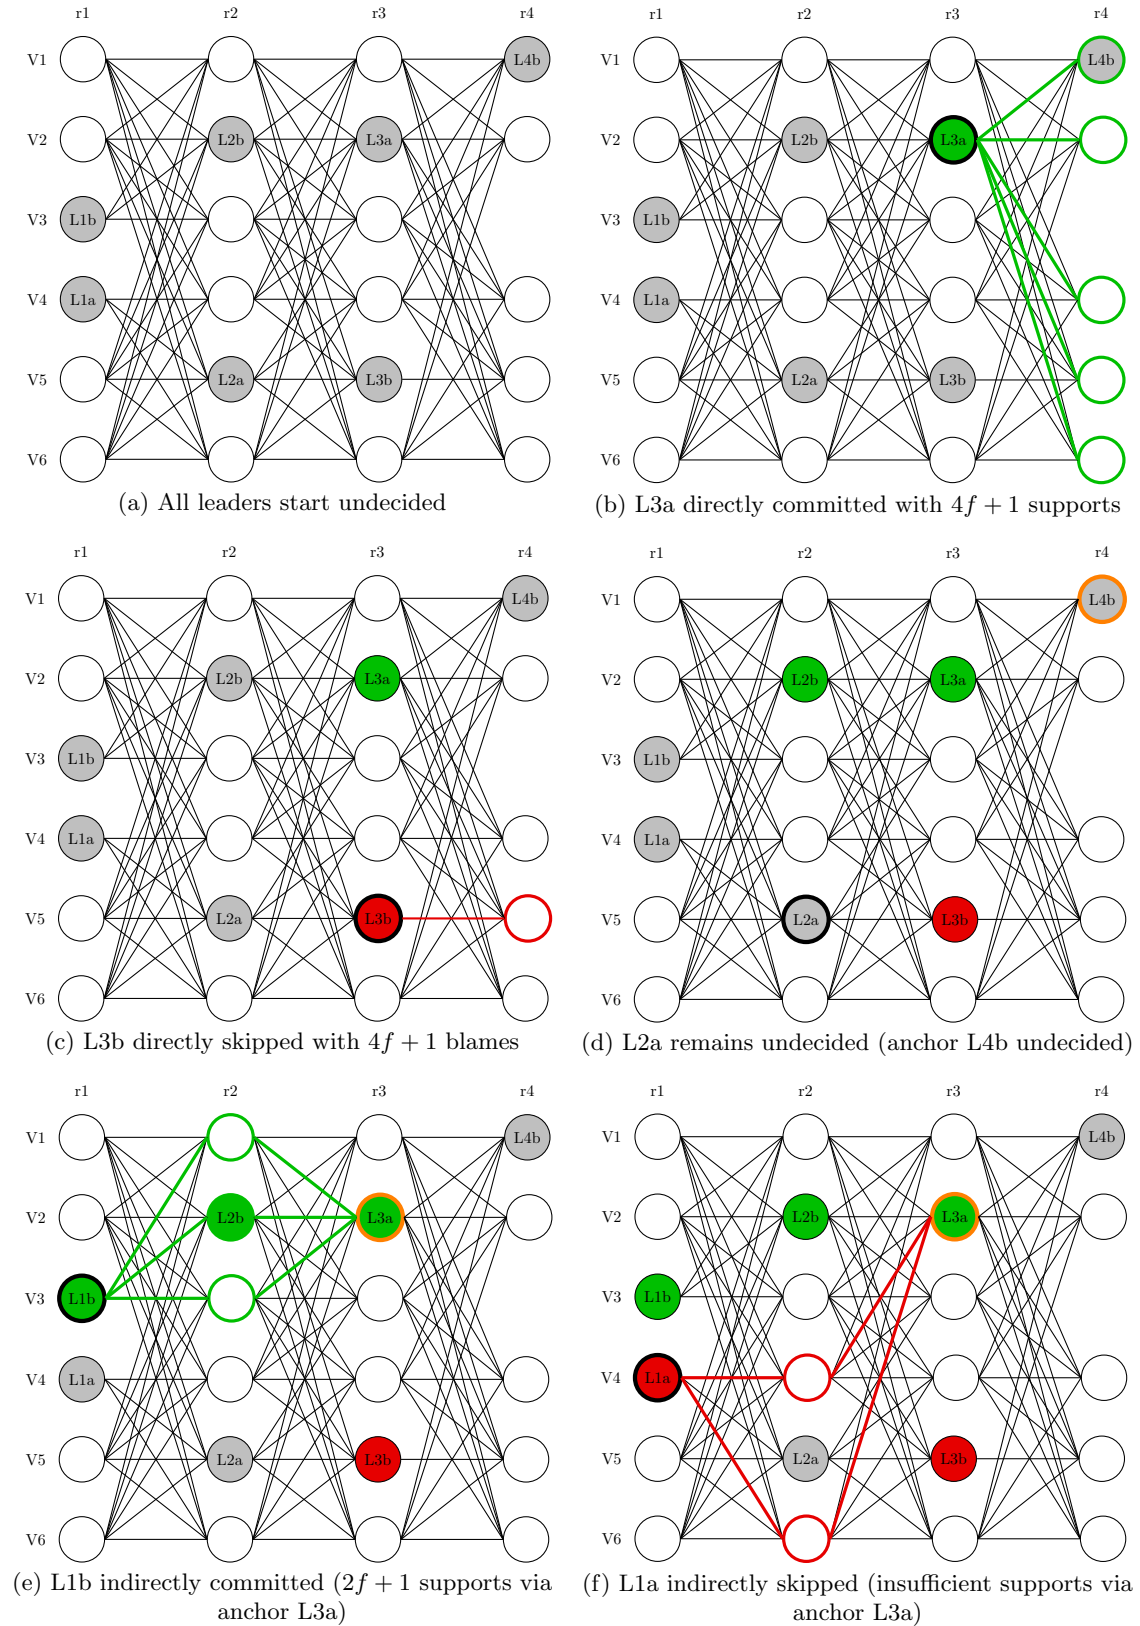 r1 r2 r3 r4
V1 L4b
V2 L2b L3a
V3 L1b
V4 L1a
V5 L2a L3b
V6
(a) All leaders start undecided
r1 r2 r3 r4
V1 L4b
V2 L2b L3a
V3 L1b
V4 L1a
V5 L2a L3b
V6
(b) L3a directly committed with 4f + 1 supports
r1 r2 r3 r4
V1 L4b
V2 L2b L3a
V3 L1b
V4 L1a
V5 L2a L3b
V6
(c) L3b directly skipped with 4f + 1 blames
r1 r2 r3 r4
V1 L4b
V2 L2b L3a
V3 L1b
V4 L1a
V5 L2a L3b
V6
(d) L2a remains undecided (anchor L4b undecided)
r1 r2 r3 r4
V1 L4b
V2 L2b L3a
V3 L1b
V4 L1a
V5 L2a L3b
V6
(e) L1b indirectly committed (2f + 1 supports via
anchor L3a)
r1 r2 r3 r4
V1 L4b
V2 L2b L3a
V3 L1b
V4 L1a
V5 L2a L3b
V6
(f) L1a indirectly skipped (insufficient supports via
anchor L3a)